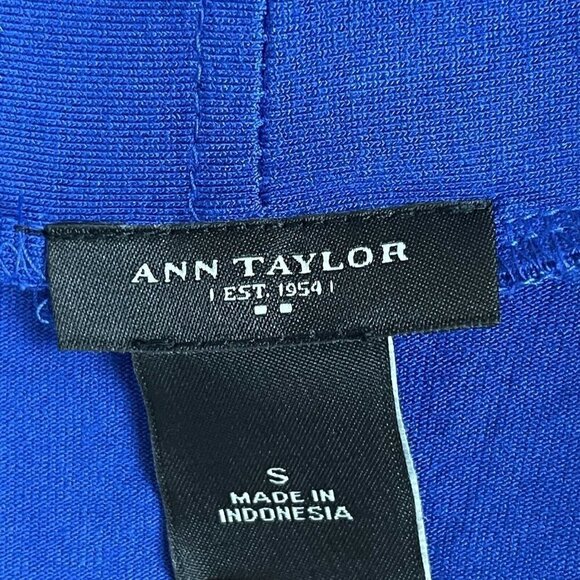 ANN TAYLOR
| EST. 1954 |
S
MADE IN
INDONESIA